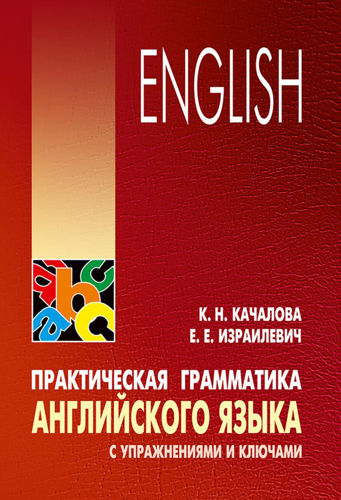 ENGLISH
a b c
a c
К. Н. КАЧАЛОВА
Е. Е. ИЗРАИЛЕВИЧ
ПРАКТИЧЕСКАЯ ГРАММАТИКА
АНГЛИЙСКОГО ЯЗЫКА
С УПРАЖНЕНИЯМИ И КЛЮЧАМИ